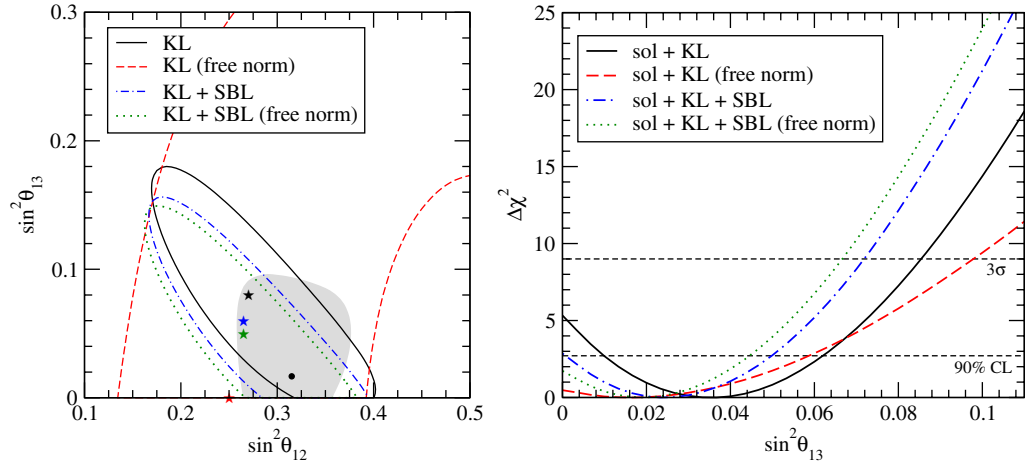 0.3
0.2
0.1
0
sin²θ₁₃
KL
KL (free norm)
KL + SBL
KL + SBL (free norm)
0.1 0.2 0.3 0.4 0.5
sin²θ₁₂
25
20
15
10
5
0
Δχ²
sol + KL
sol + KL (free norm)
sol + KL + SBL
sol + KL + SBL (free norm)
3σ
90% CL
0 0.02 0.04 0.06 0.08 0.1
sin²θ₁₃